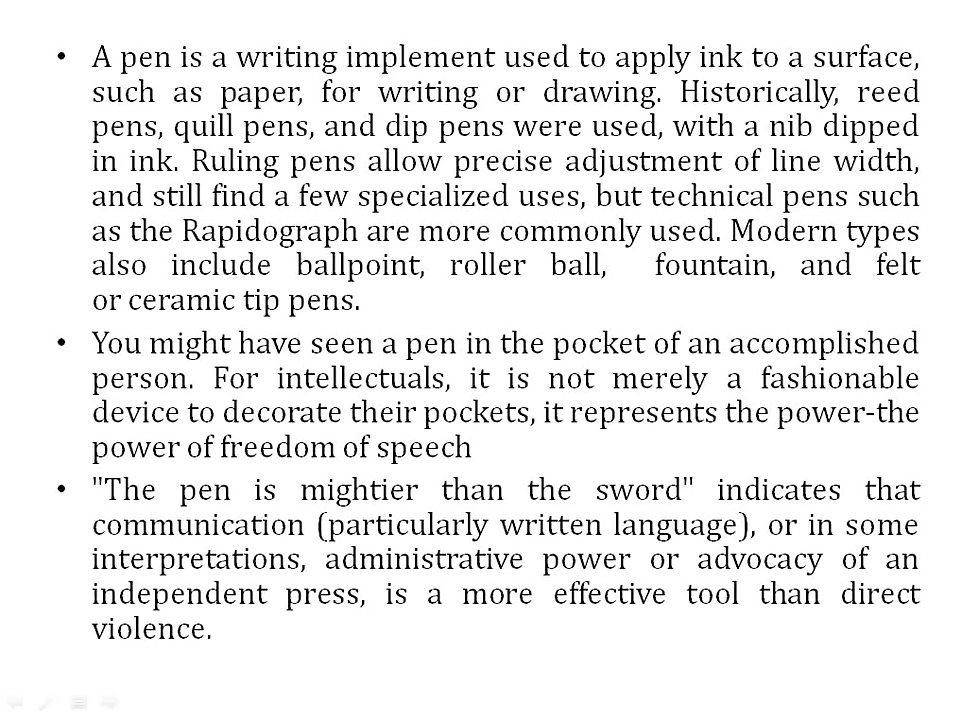 • A pen is a writing implement used to apply ink to a surface,
such as paper, for writing or drawing. Historically, reed
pens, quill pens, and dip pens were used, with a nib dipped
in ink. Ruling pens allow precise adjustment of line width,
and still find a few specialized uses, but technical pens such
as the Rapidograph are more commonly used. Modern types
also include ballpoint, roller ball, fountain, and felt
or ceramic tip pens.
• You might have seen a pen in the pocket of an accomplished
person. For intellectuals, it is not merely a fashionable
device to decorate their pockets, it represents the power-the
power of freedom of speech
• "The pen is mightier than the sword" indicates that
communication (particularly written language), or in some
interpretations, administrative power or advocacy of an
independent press, is a more effective tool than direct
violence.